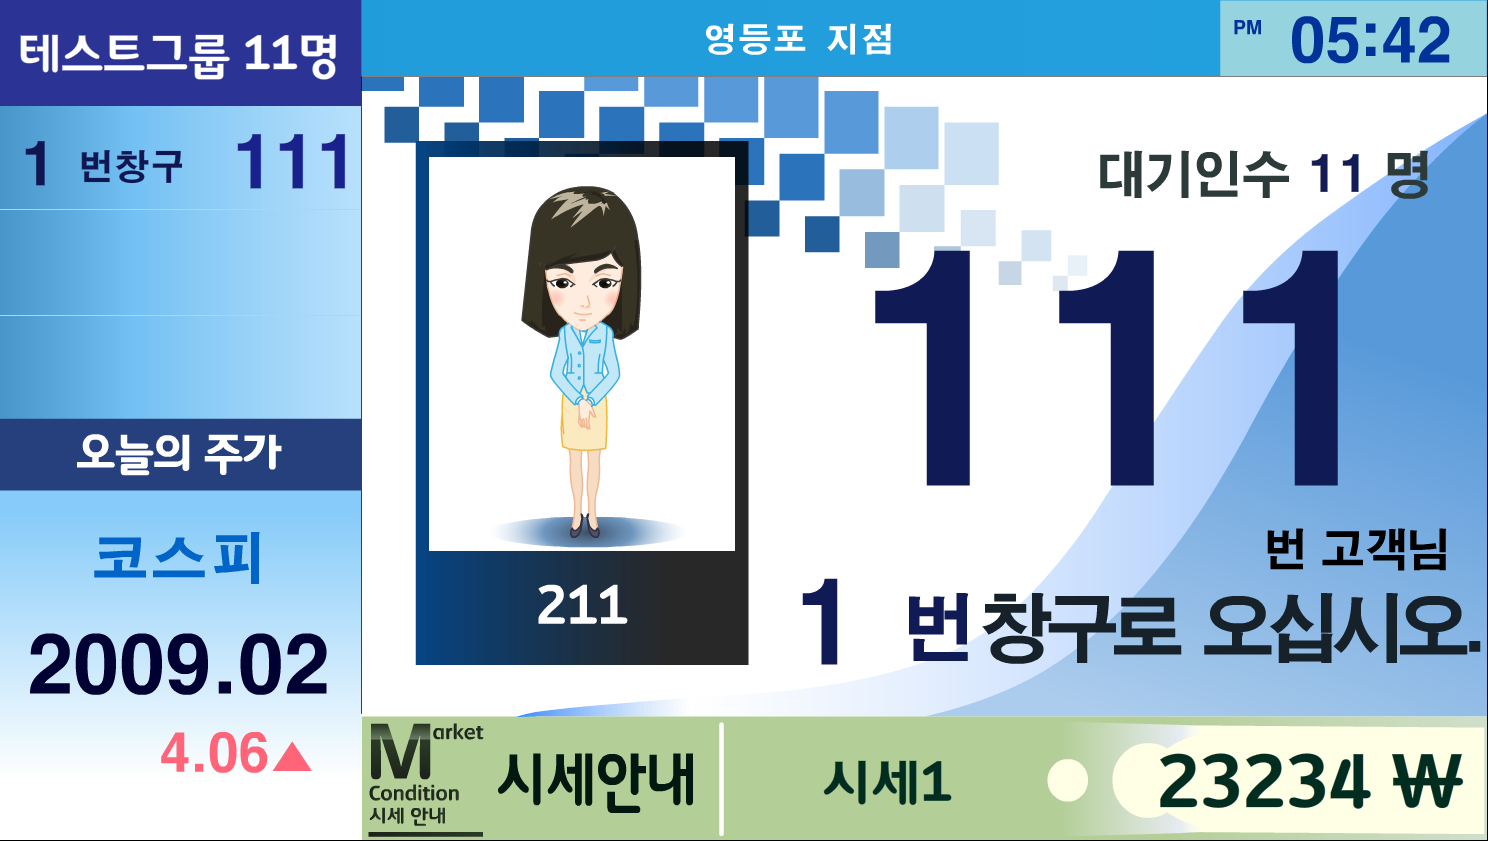 테스트그룹 11명
영등포 지점
PM 05:42
1 번창구 111
오늘의 주가
코스피
2009.02
4.06▲
211
대기인수 11 명
111
번 고객님
1 번창구로 오십시오.
Market
Condition
시세 안내
시세안내
시세1
23234 ₩